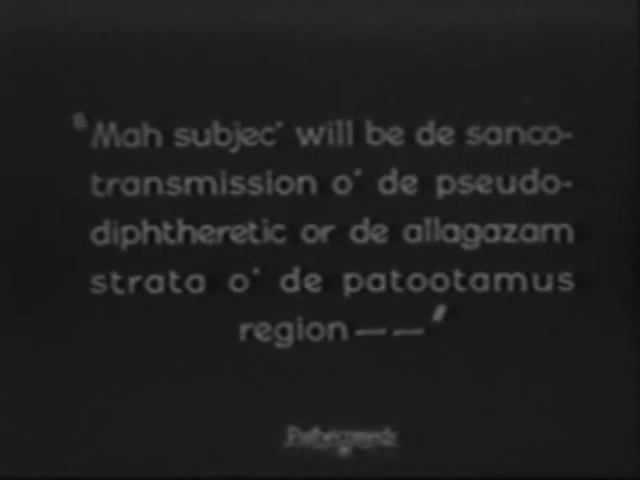 "Mah subjec' will be de sanco-
transmission o' de pseudo-
diphtheretic or de allagazam
strata o' de patootamus
region——"